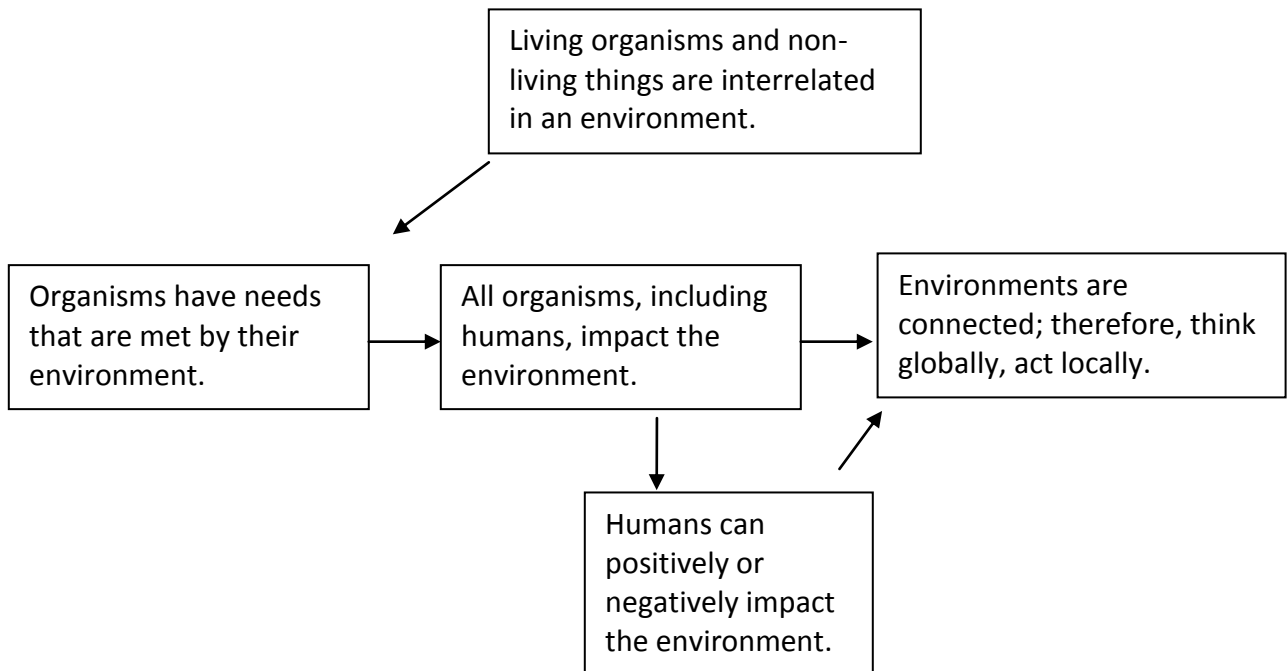 Living organisms and non-
living things are interrelated
in an environment.
Organisms have needs
that are met by their
environment.
All organisms, including
humans, impact the
environment.
Environments are
connected; therefore, think
globally, act locally.
Humans can
positively or
negatively impact
the environment.